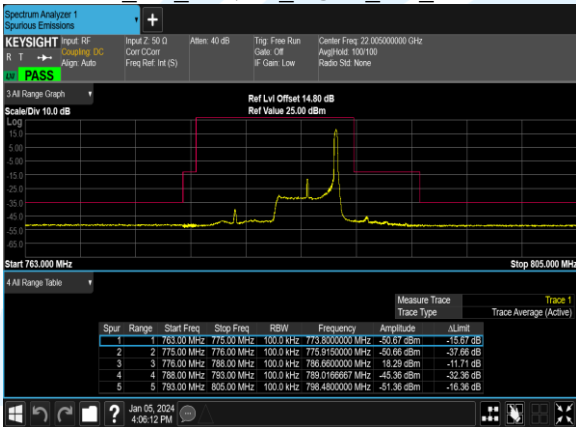 Spectrum Analyzer 1
Spurious Emissions
+
KEYSIGHT Input: RF Input Z: 50 Ω Atten: 40 dB Trig: Free Run Center Freq: 22.005000000 GHz
R T Coupling: DC Corr CCorr Gate: Off Avg|Hold: 100/100
Align: Auto Freq Ref: Int (S) IF Gain: Low Radio Std: None
PASS
3 All Range Graph
Ref Lvl Offset 14.80 dB
Scale/Div 10.0 dB Ref Value 25.00 dBm
Log
15.0
5.00
-5.00
-15.0
-25.0
-35.0
-45.0
-55.0
-65.0
Start 763.000 MHz Stop 805.000 MHz
4 All Range Table
Measure Trace Trace 1
Trace Type Trace Average (Active)
Spur Range Start Freq Stop Freq RBW Frequency Amplitude ΔLimit
1 1 763.00 MHz 775.00 MHz 100.0 kHz 773.8000000 MHz -50.67 dBm -15.67 dB
2 2 775.00 MHz 776.00 MHz 100.0 kHz 775.9150000 MHz -50.66 dBm -37.66 dB
3 3 776.00 MHz 788.00 MHz 100.0 kHz 786.6600000 MHz 18.29 dBm -11.71 dB
4 4 788.00 MHz 793.00 MHz 100.0 kHz 789.0166667 MHz -45.36 dBm -32.36 dB
5 5 793.00 MHz 805.00 MHz 100.0 kHz 798.4800000 MHz -51.36 dBm -16.36 dB
? Jan 05, 2024
4:06:12 PM